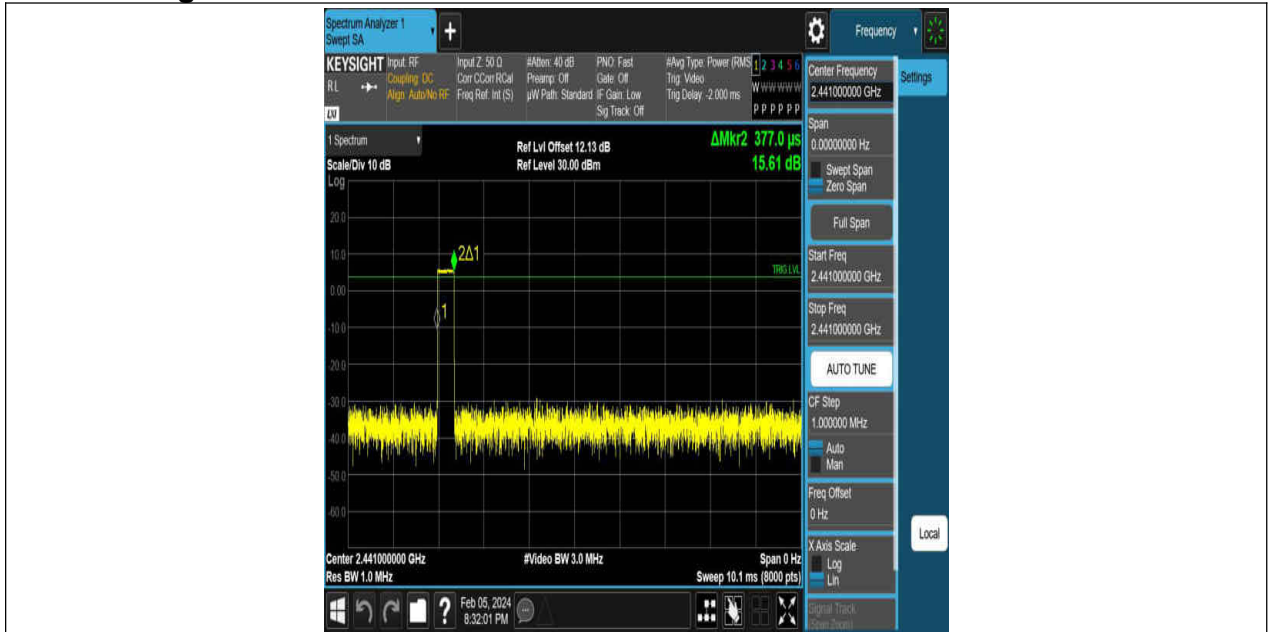 Spectrum Analyzer 1
Swept SA
Frequency
KEYSIGHT
RL
LXI
Input: RF
Coupling: DC
Align: Auto/No RF
Input Z: 50 Ω
Corr CCorr RCal
Freq Ref: Int (S)
#Atten: 40 dB
Preamp: Off
µW Path: Standard
PNO: Fast
Gate: Off
IF Gain: Low
Sig Track: Off
#Avg Type: Power (RMS
Trig: Video
Trig Delay: -2.000 ms
1 2 3 4 5 6
W W W W W W
P P P P P P
1 Spectrum
Scale/Div 10 dB
Log
Ref Lvl Offset 12.13 dB
Ref Level 30.00 dBm
ΔMkr2 377.0 µs
15.61 dB
20.0
10.0
0.00
-10.0
-20.0
-30.0
-40.0
-50.0
-60.0
2Δ1
1
TRIG LVL
Center 2.441000000 GHz
Res BW 1.0 MHz
#Video BW 3.0 MHz
Span 0 Hz
Sweep 10.1 ms (8000 pts)
Center Frequency
2.441000000 GHz
Settings
Span
0.00000000 Hz
Swept Span
Zero Span
Full Span
Start Freq
2.441000000 GHz
Stop Freq
2.441000000 GHz
AUTO TUNE
CF Step
1.000000 MHz
Auto
Man
Freq Offset
0 Hz
X Axis Scale
Log
Lin
Signal Track
(Span Zoom)
Local
?
Feb 05, 2024
8:32:01 PM